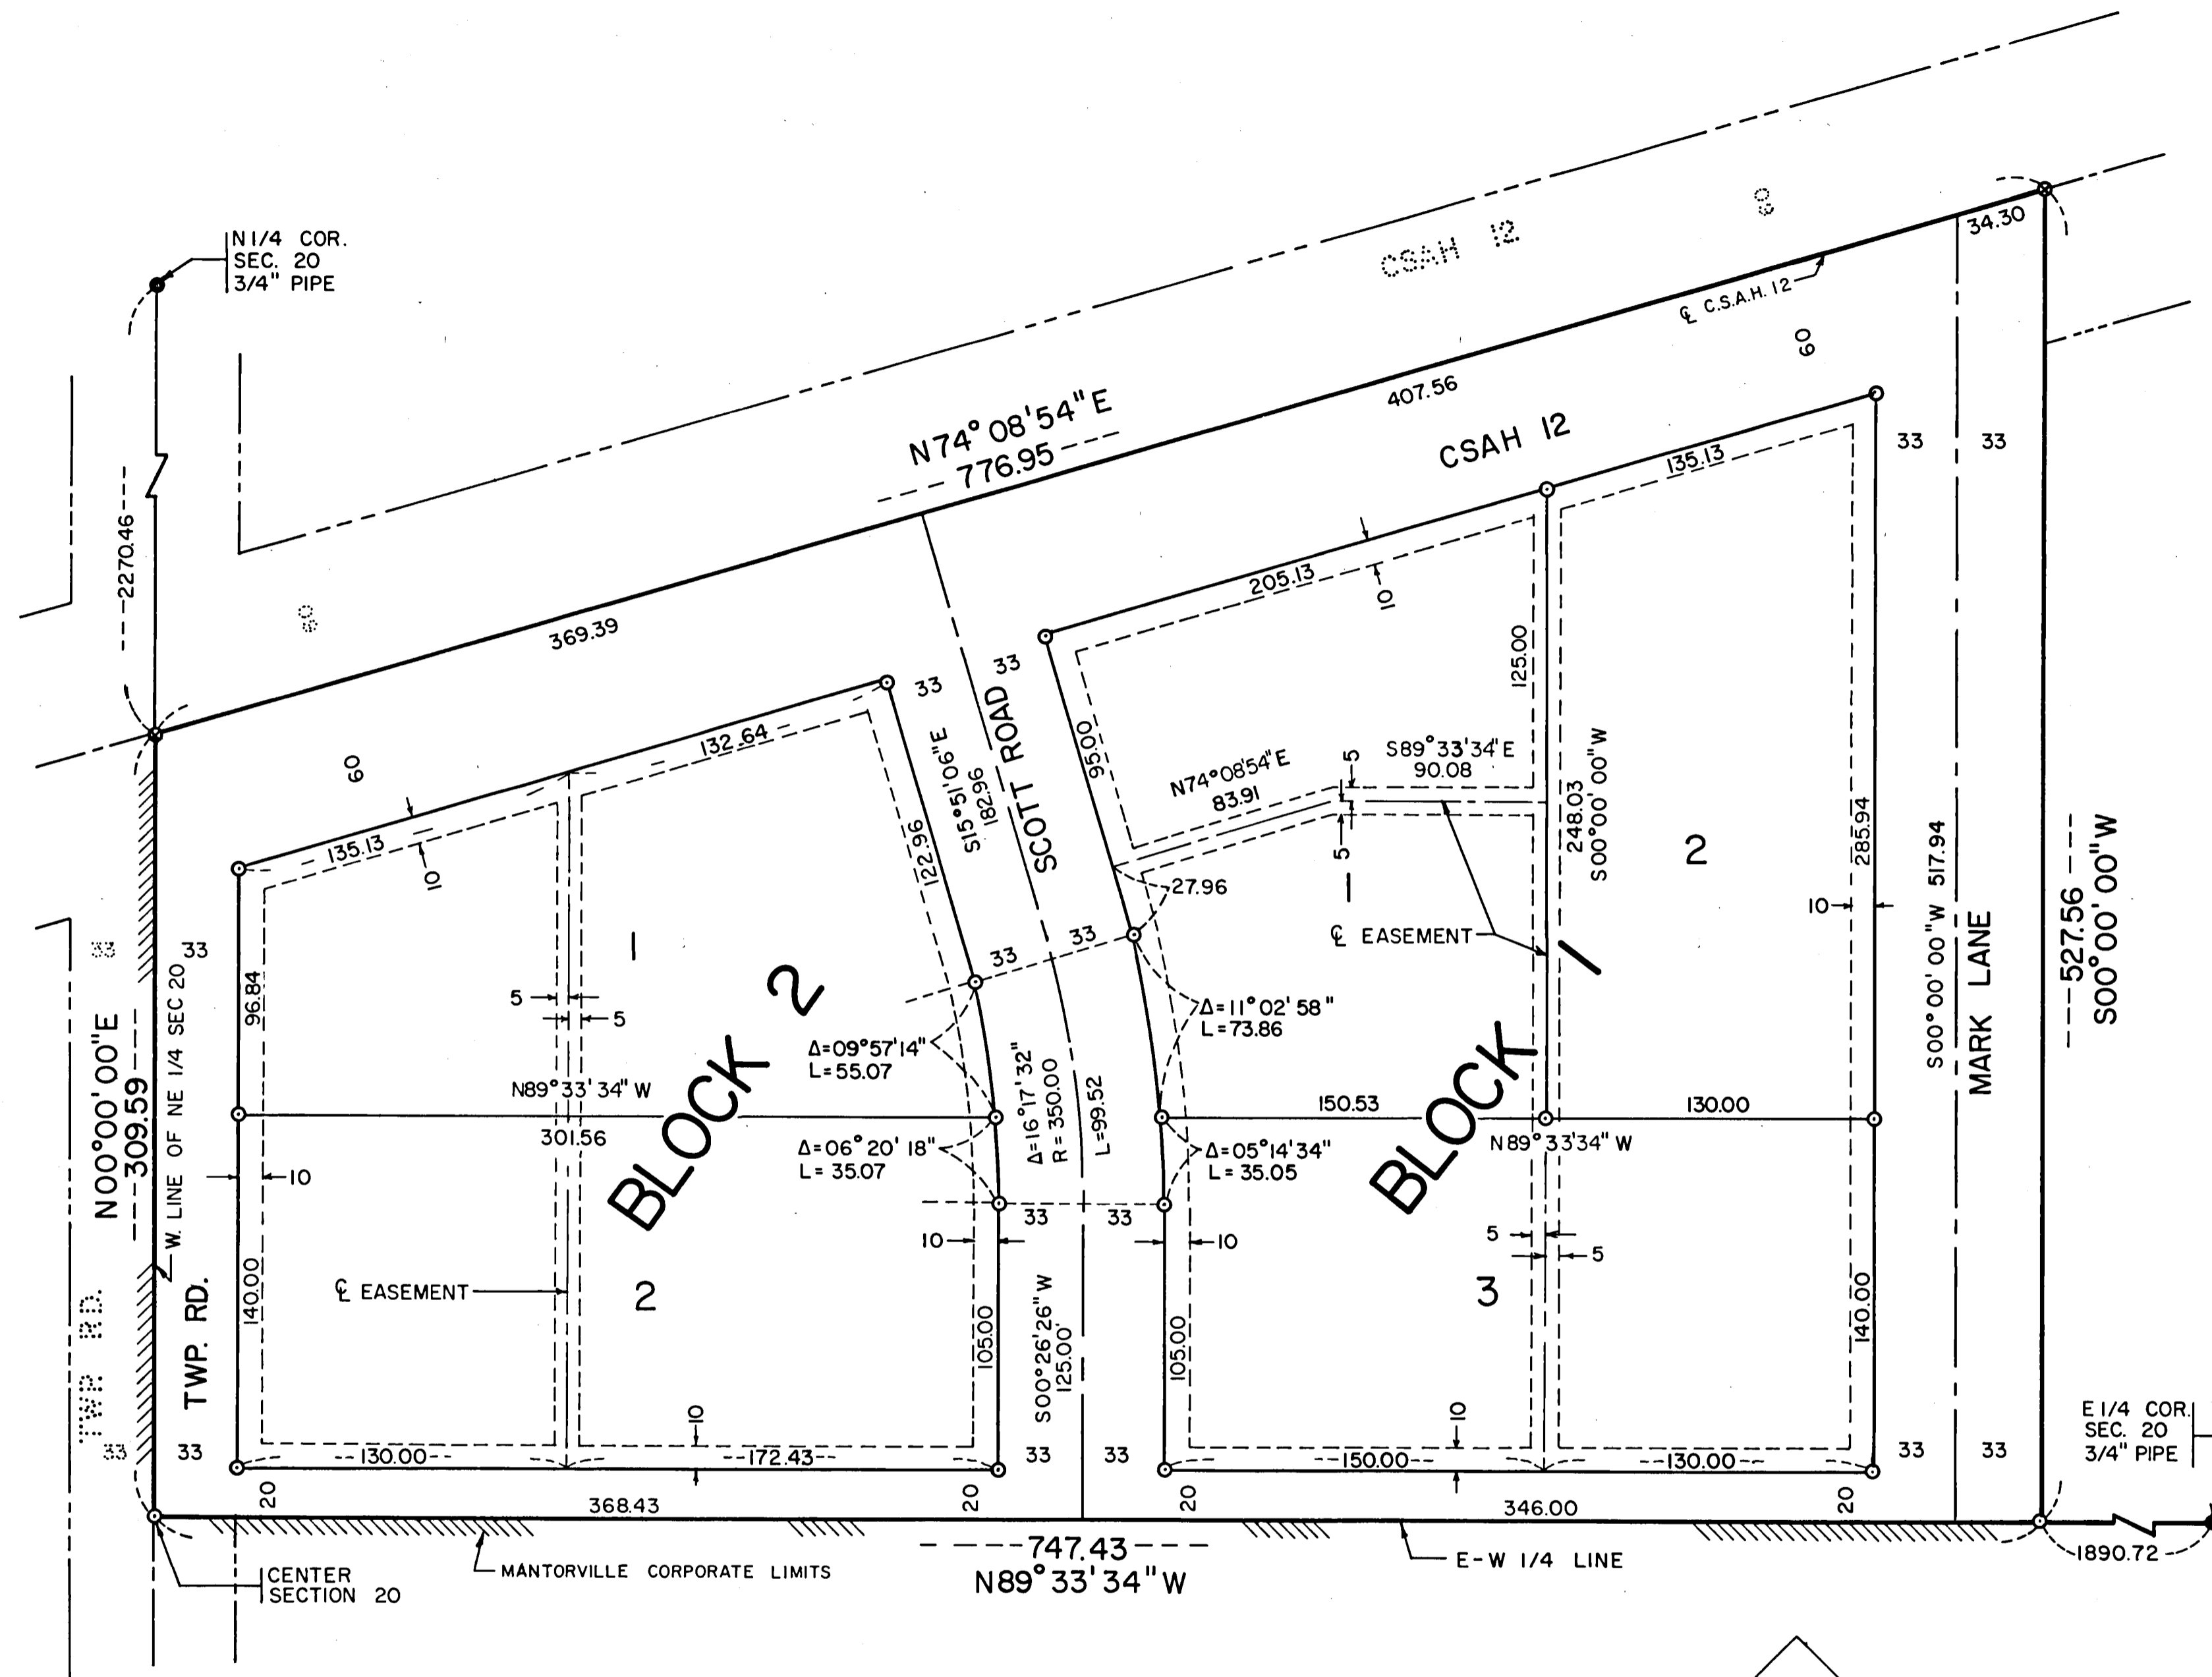 N 1/4 COR.
SEC. 20
3/4" PIPE
2270.46
60
CSAH 12
60
34.30
₵ C.S.A.H. 12
60
N74°08'54"E
776.95
407.56
CSAH 12
369.39
33
33
135.13
205.13
10
125.00
33
33
132.64
60
135.13
10
122.96
S15°51'06"E
182.96
SCOTT ROAD
95.00
N74°08'54"E
83.91
5
S89°33'34"E
90.08
5
1
27.96
₵ EASEMENT
248.03
S00°00'00"W
2
285.94
10
S00°00'00"W 517.94
MARK LANE
527.56
S00°00'00"W
N00°00'00"E
309.59
33
33
W. LINE OF NE 1/4 SEC 20
TWP. RD.
TWP. RD.
96.84
1
5
5
BLOCK 2
33
33
Δ=09°57'14"
L=55.07
Δ=11°02'58"
L=73.86
BLOCK 1
N89°33'34"W
301.56
Δ=16°17'32"
R=350.00
L=99.52
150.53
130.00
N89°33'34"W
Δ=06°20'18"
L=35.07
Δ=05°14'34"
L=35.05
10
33
33
10
10
5
5
140.00
₵ EASEMENT
2
3
105.00
S00°26'26"W
125.00'
105.00
140.00
33
33
10
130.00
172.43
33
33
10
150.00
130.00
33
33
E 1/4 COR.
SEC. 20
3/4" PIPE
20
368.43
20
20
346.00
20
747.43
N89°33'34"W
MANTORVILLE CORPORATE LIMITS
E-W 1/4 LINE
1890.72
CENTER
SECTION 20